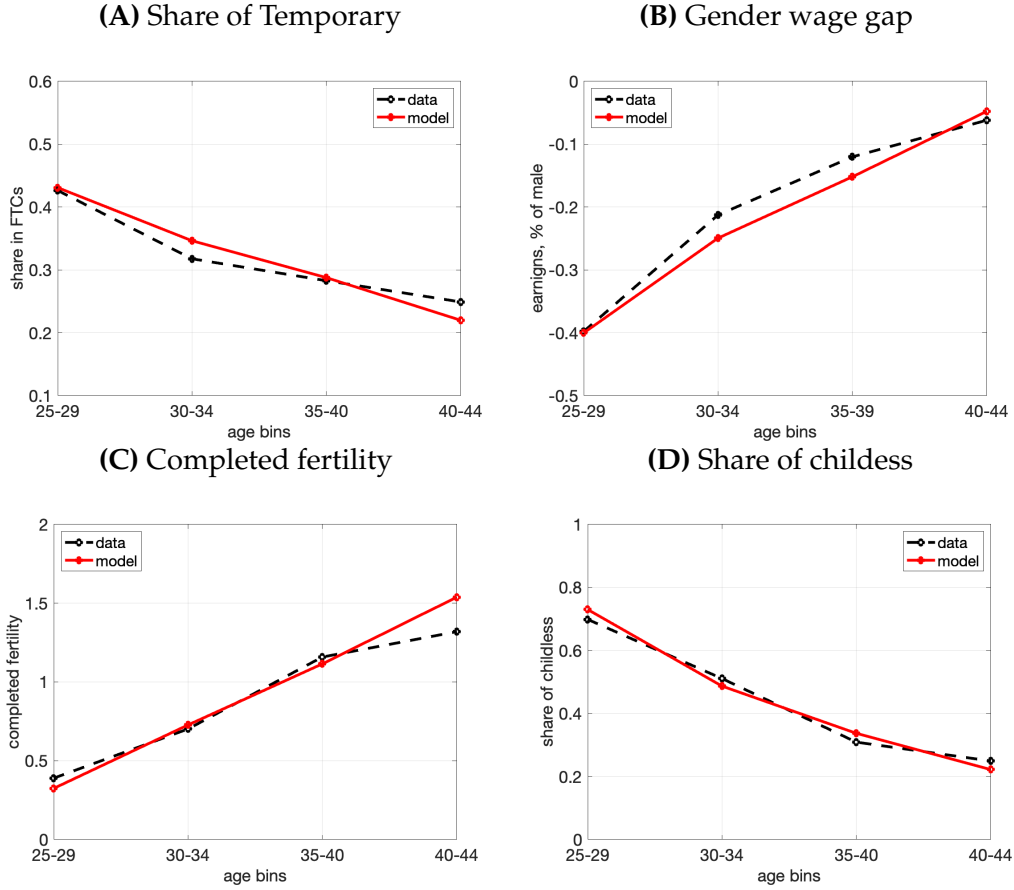 (A) Share of Temporary
0.6
0.5
0.4
0.3
0.2
0.1
share in FTCs
data
model
25-29
30-34
35-40
40-44
age bins
(B) Gender wage gap
0
-0.1
-0.2
-0.3
-0.4
-0.5
earnigns, % of male
data
model
25-29
30-34
35-39
40-44
age bins
(C) Completed fertility
2
1.5
1
0.5
0
completed fertility
data
model
25-29
30-34
35-40
40-44
age bins
(D) Share of childess
1
0.8
0.6
0.4
0.2
0
share of childless
data
model
25-29
30-34
35-40
40-44
age bins